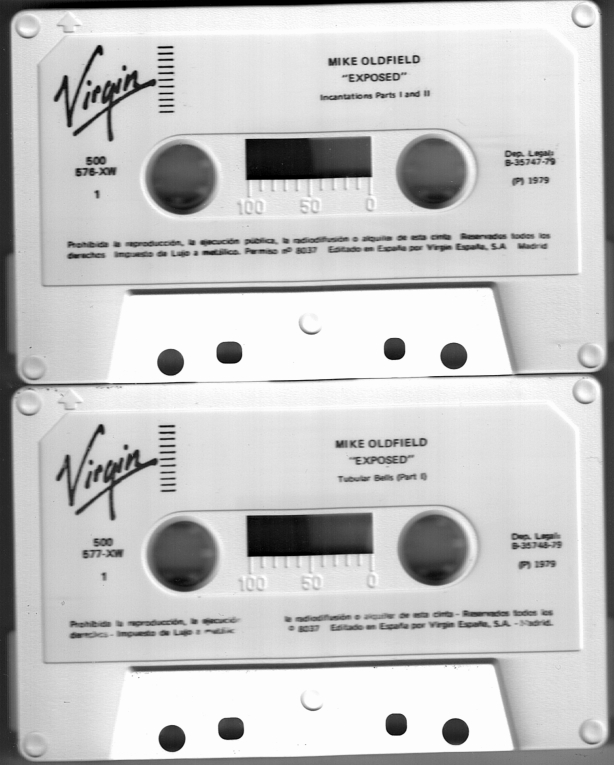 Virgin
MIKE OLDFIELD
"EXPOSED"
Incantations Parts I and II
500
576-XW
1
Dep. Legal:
B-35747-79
(P) 1979
100 50 0
Prohibida la reproducción, la ejecución pública, la radiodifusión o alquiler de esta cinta Reservados todos los
derechos Impuesto de Lujo a metálico. Permiso nº 8037 Editado en España por Virgin España, S.A Madrid
Virgin
MIKE OLDFIELD
"EXPOSED"
Tubular Bells (Part I)
500
577-XW
1
Dep. Legal:
B-35748-79
(P) 1979
100 50 0
Prohibida la reproducción, la ejecución la radiodifusión o alquiler de esta cinta - Reservados todos los
derechos - Impuesto de Lujo a metálic º 8037 Editado en España por Virgin España, S.A. - Madrid.